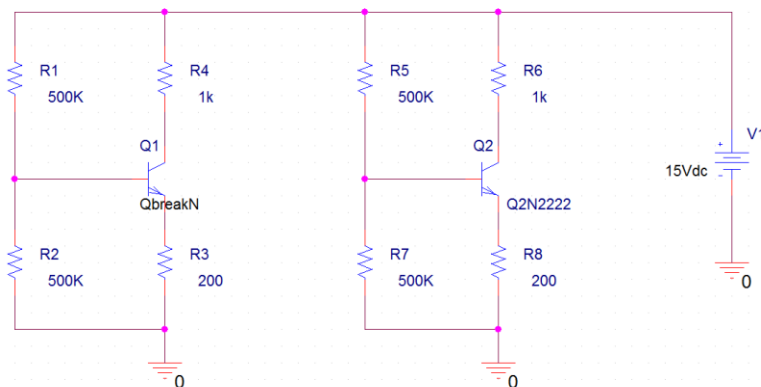 R1
500K
R4
1k
R5
500K
R6
1k
Q1
QbreakN
Q2
Q2N2222
V1
15Vdc
+
-
R2
500K
R3
200
R7
500K
R8
200
0
0
0